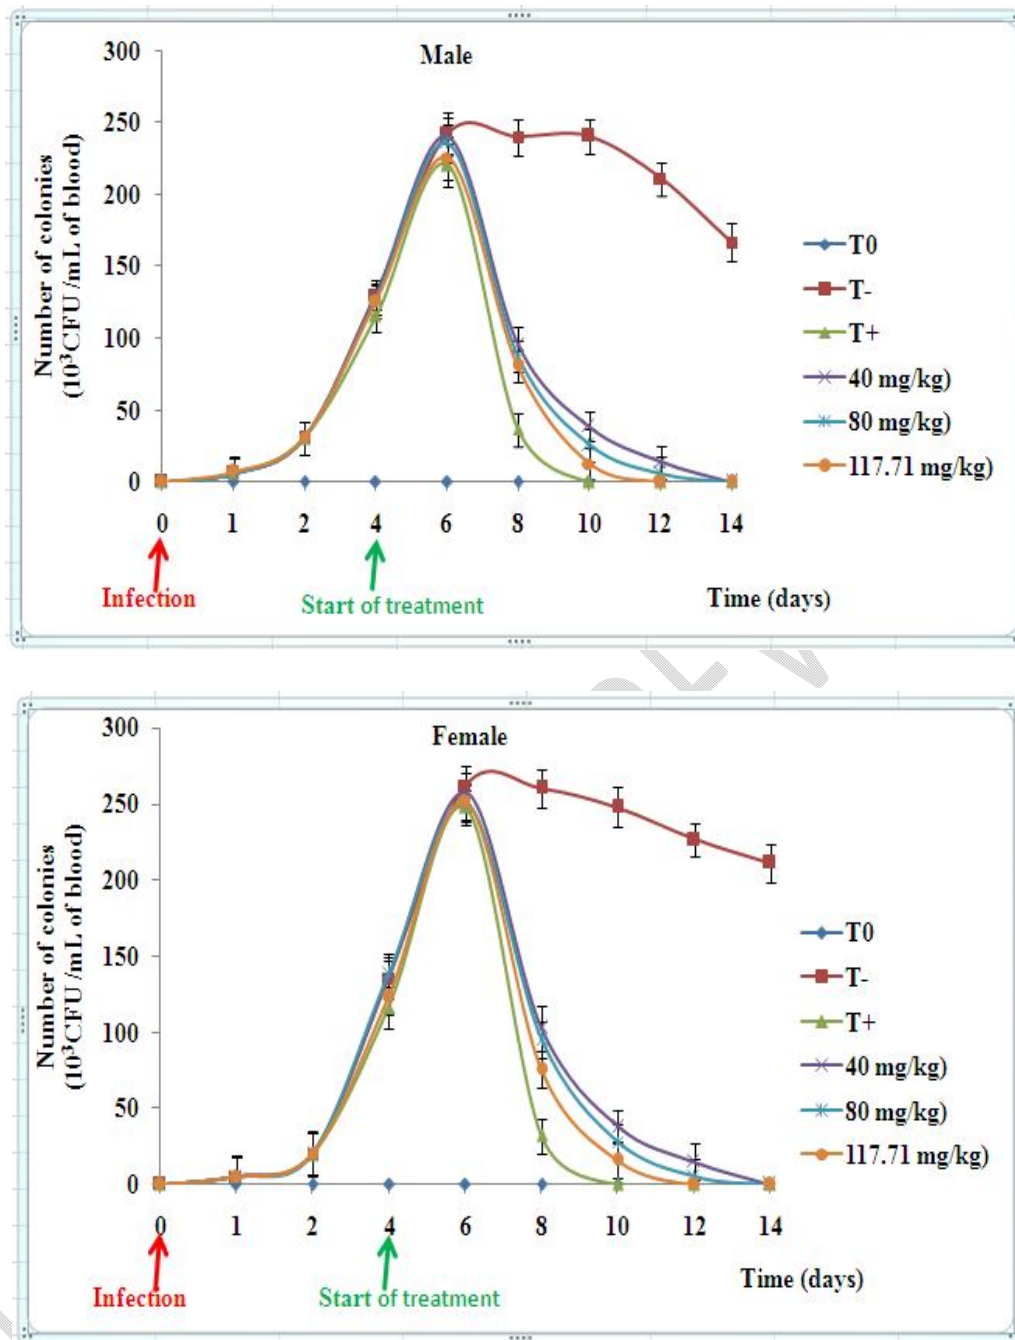 Male
300
250
200
150
100
50
0
Number of colonies
(10³CFU /mL of blood)
0 1 2 4 6 8 10 12 14
Infection
Start of treatment
Time (days)
T0
T-
T+
40 mg/kg)
80 mg/kg)
117.71 mg/kg)
Female
300
250
200
150
100
50
0
Number of colonies
(10³CFU /mL of blood)
0 1 2 4 6 8 10 12 14
Infection
Start of treatment
Time (days)
T0
T-
T+
40 mg/kg)
80 mg/kg)
117.71 mg/kg)